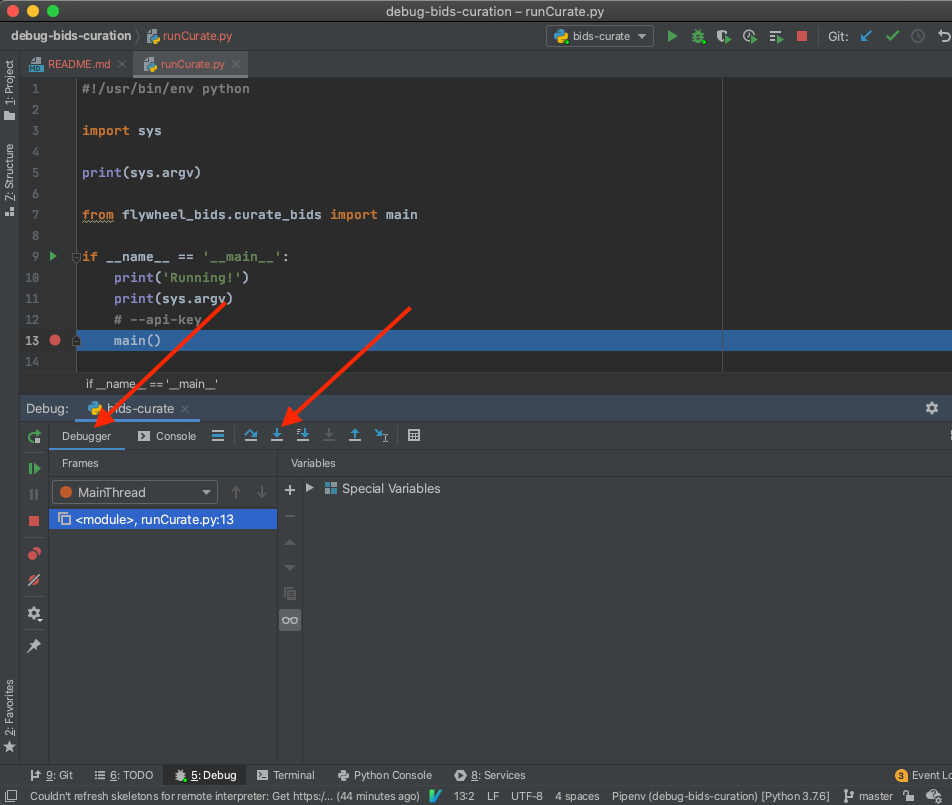 debug-bids-curation – runCurate.py
debug-bids-curation runCurate.py bids-curate Git:
README.md runCurate.py
1: Project
Z: Structure
2: Favorites
1 #!/usr/bin/env python
2
3 import sys
4
5 print(sys.argv)
6
7 from flywheel_bids.curate_bids import main
8
9 if __name__ == '__main__':
10 print('Running!')
11 print(sys.argv)
12 # --api-key
13 main()
14
if __name__ == '__main__'
Debug: bids-curate
Debugger Console
Frames Variables
MainThread Special Variables
<module>, runCurate.py:13
9: Git 6: TODO 5: Debug Terminal Python Console 8: Services 3 Event Lo
Couldn't refresh skeletons for remote interpreter: Get https:/... (44 minutes ago) 13:2 LF UTF-8 4 spaces Pipenv (debug-bids-curation) [Python 3.7.6] master